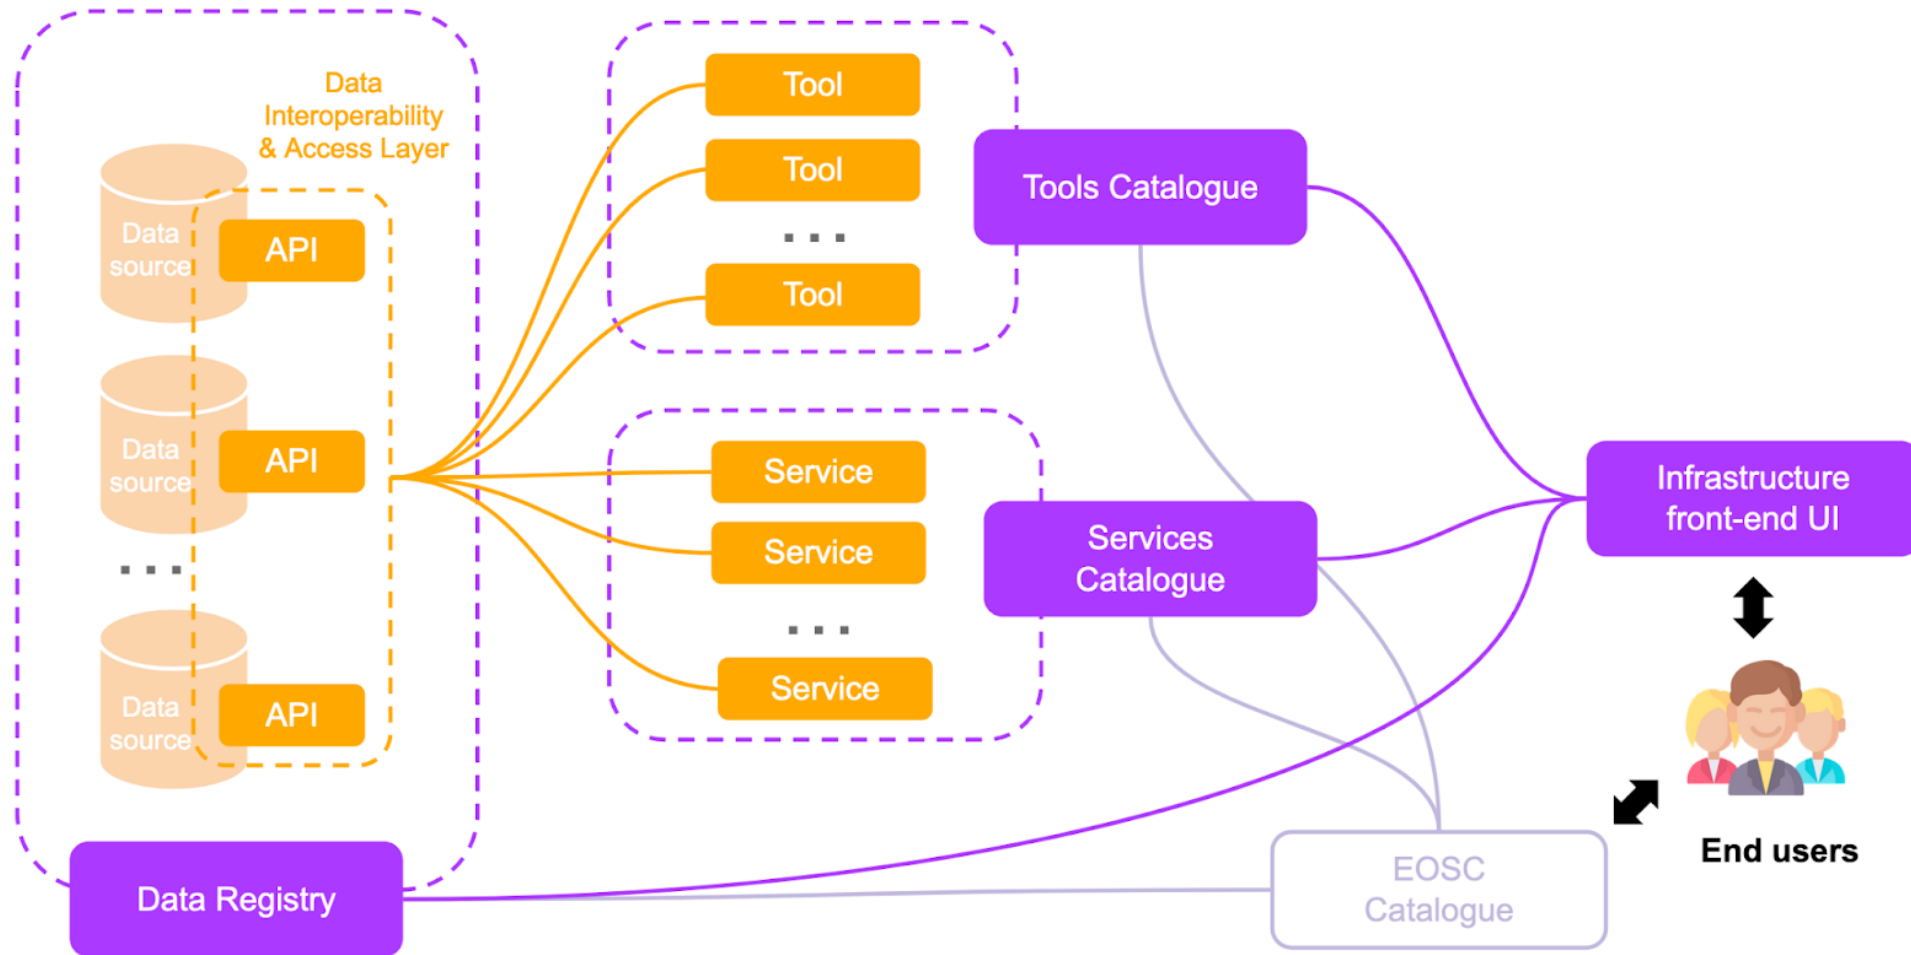 Data
Interoperability
& Access Layer
Data
source
API
Data
source
API
Data
source
API
Data Registry
Tool
Tool
Tool
Tools Catalogue
Service
Service
Service
Services
Catalogue
Infrastructure
front-end UI
End users
EOSC
Catalogue